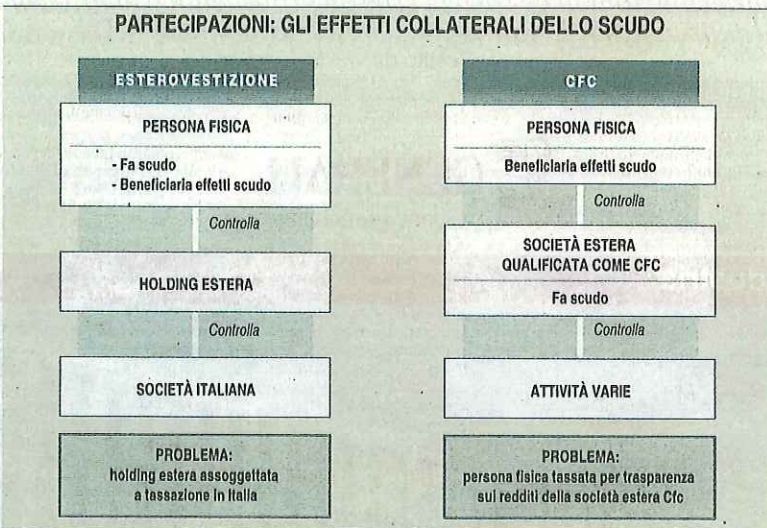 PARTECIPAZIONI: GLI EFFETTI COLLATERALI DELLO SCUDO
ESTEROVESTIZIONE
PERSONA FISICA
- Fa scudo
- Beneficiaria effetti scudo
Controlla
HOLDING ESTERA
Controlla
SOCIETÀ ITALIANA
PROBLEMA:
holding estera assoggettata
a tassazione in Italia
CFC
PERSONA FISICA
Beneficiaria effetti scudo
Controlla
SOCIETÀ ESTERA
QUALIFICATA COME CFC
Fa scudo
Controlla
ATTIVITÀ VARIE
PROBLEMA:
persona fisica tassata per trasparenza
sui redditi della società estera Cfc